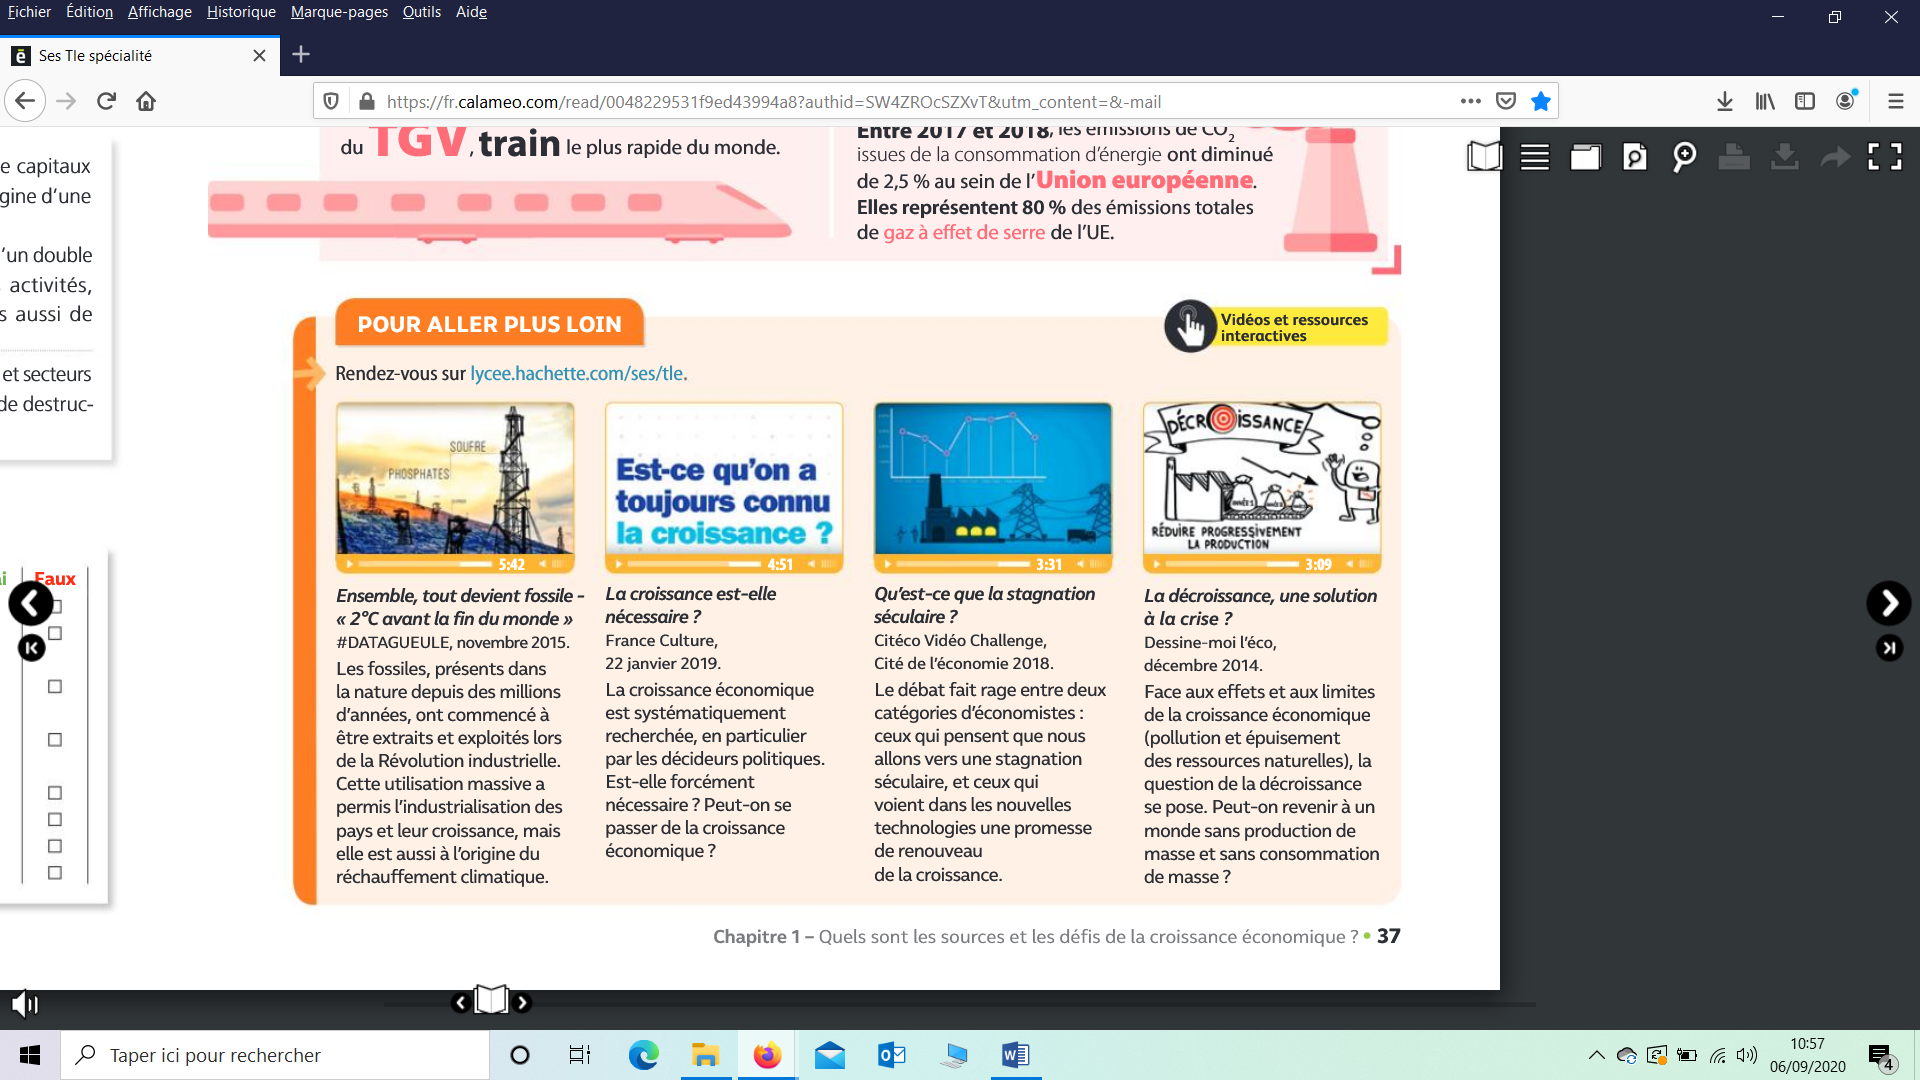 Fichier Édition Affichage Historique Marque-pages Outils Aide
Ses Tle spécialité
https://fr.calameo.com/read/0048229531f9ed43994a8?authid=SW4ZROcSZXvT&utm_content=&-mail
e capitaux
gine d'une
'un double
activités,
s aussi de
et secteurs
de destruc-
i Faux
du TGV, train le plus rapide du monde.
Entre 2017 et 2018, les émissions de CO2
issues de la consommation d'énergie ont diminué
de 2,5 % au sein de l'Union européenne.
Elles représentent 80 % des émissions totales
de gaz à effet de serre de l'UE.
POUR ALLER PLUS LOIN
Vidéos et ressources
interactives
Rendez-vous sur lycee.hachette.com/ses/tle.
SOUFRE
PHOSPHATES
5:42
Ensemble, tout devient fossile -
« 2°C avant la fin du monde »
#DATAGUEULE, novembre 2015.
Les fossiles, présents dans
la nature depuis des millions
d'années, ont commencé à
être extraits et exploités lors
de la Révolution industrielle.
Cette utilisation massive a
permis l'industrialisation des
pays et leur croissance, mais
elle est aussi à l'origine du
réchauffement climatique.
Est-ce qu'on a
toujours connu
la croissance ?
4:51
La croissance est-elle
nécessaire ?
France Culture,
22 janvier 2019.
La croissance économique
est systématiquement
recherchée, en particulier
par les décideurs politiques.
Est-elle forcément
nécessaire ? Peut-on se
passer de la croissance
économique ?
3:31
Qu'est-ce que la stagnation
séculaire ?
Citéco Vidéo Challenge,
Cité de l'économie 2018.
Le débat fait rage entre deux
catégories d'économistes :
ceux qui pensent que nous
allons vers une stagnation
séculaire, et ceux qui
voient dans les nouvelles
technologies une promesse
de renouveau
de la croissance.
DÉCROISSANCE
RÉDUIRE PROGRESSIVEMENT
LA PRODUCTION
3:09
La décroissance, une solution
à la crise ?
Dessine-moi l'éco,
décembre 2014.
Face aux effets et aux limites
de la croissance économique
(pollution et épuisement
des ressources naturelles), la
question de la décroissance
se pose. Peut-on revenir à un
monde sans production de
masse et sans consommation
de masse ?
Chapitre 1 – Quels sont les sources et les défis de la croissance économique ? • 37
Taper ici pour rechercher
10:57
06/09/2020
4